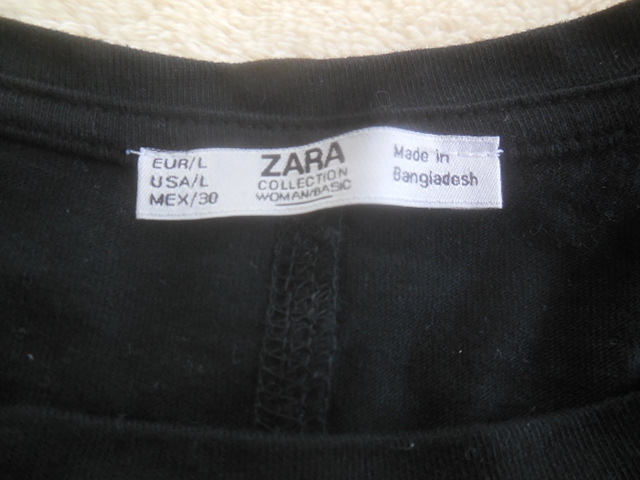 EUR/L
USA/L
MEX/30
ZARA
COLLECTION
WOMAN/BASIC
Made in
Bangladesh